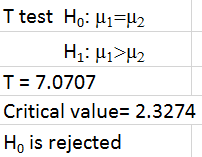 T test  H₀: μ₁=μ₂
H₁: μ₁>μ₂
T = 7.0707
Critical value= 2.3274
H₀ is rejected